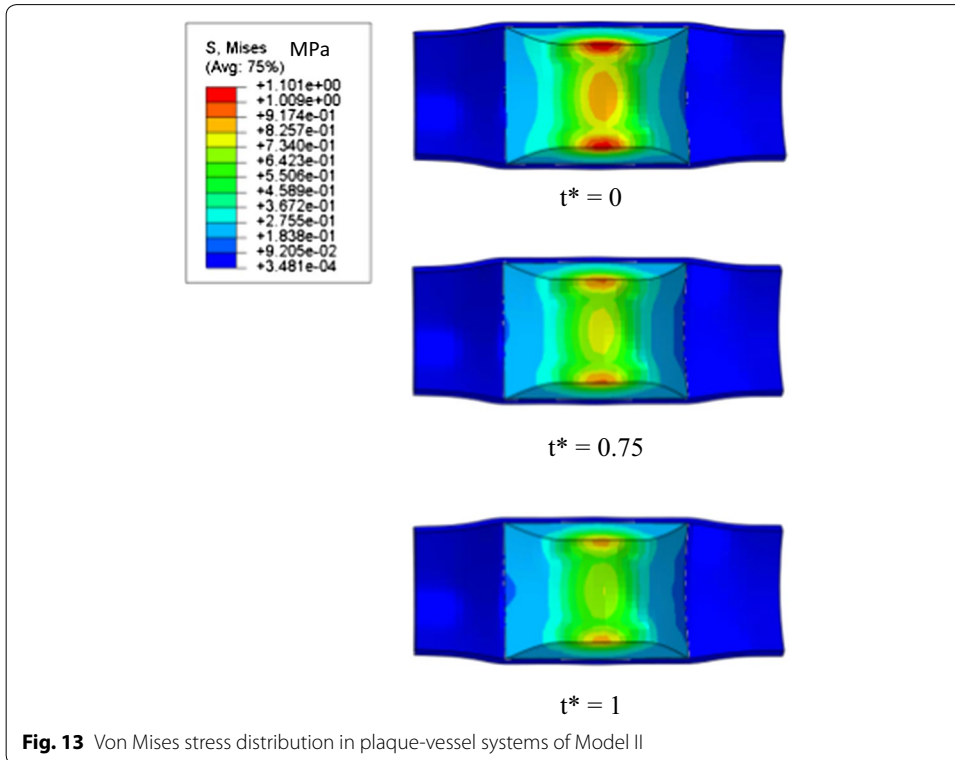 S, Mises MPa
(Avg: 75%)
+1.101e+00
+1.009e+00
+9.174e-01
+8.257e-01
+7.340e-01
+6.423e-01
+5.506e-01
+4.589e-01
+3.672e-01
+2.755e-01
+1.838e-01
+9.205e-02
+3.481e-04
t* = 0
t* = 0.75
t* = 1
Fig. 13 Von Mises stress distribution in plaque-vessel systems of Model II